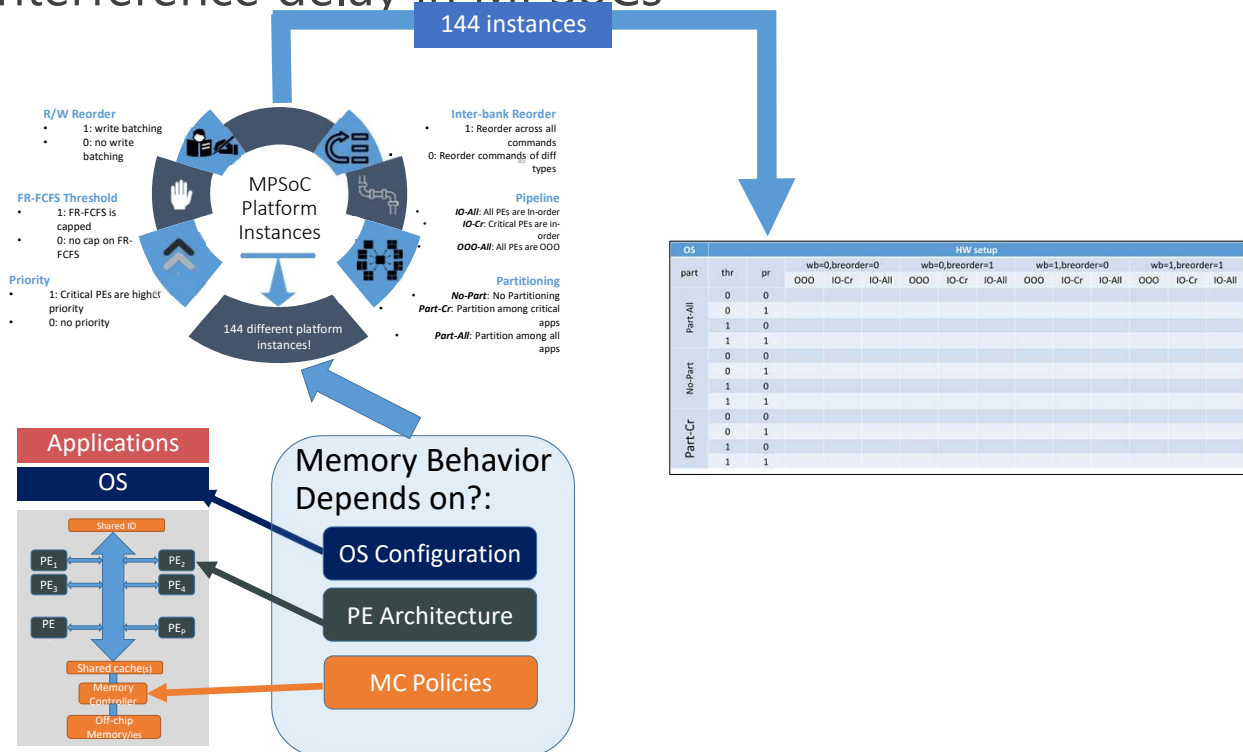 Interference delay in MPSoCs
144 instances
R/W Reorder
• 1: write batching
• 0: no write
batching
FR-FCFS Threshold
• 1: FR-FCFS is
capped
• 0: no cap on FR-
FCFS
Priority
• 1: Critical PEs are higher
priority
• 0: no priority
MPSoC
Platform
Instances
144 different platform
instances!
Inter-bank Reorder
• 1: Reorder across all
commands
• 0: Reorder commands of diff
types
Pipeline
• IO-All: All PEs are In-order
• IO-Cr: Critical PEs are in-
order
• OOO-All: All PEs are OOO
Partitioning
• No-Part: No Partitioning
• Part-Cr: Partition among critical
apps
• Part-All: Partition among all
apps
OS HW setup
part thr pr wb=0,breorder=0 wb=0,breorder=1 wb=1,breorder=0 wb=1,breorder=1
OOO IO-Cr IO-All OOO IO-Cr IO-All OOO IO-Cr IO-All OOO IO-Cr IO-All
Part-All
0 0
0 1
1 0
1 1
No-Part
0 0
0 1
1 0
1 1
Part-Cr
0 0
0 1
1 0
1 1
Applications
OS
Shared IO
PE1 PE2
PE3 PE4
PE PEP
Shared cache(s)
Memory
Controller
Off-chip
Memory/ies
Memory Behavior
Depends on?:
OS Configuration
PE Architecture
MC Policies